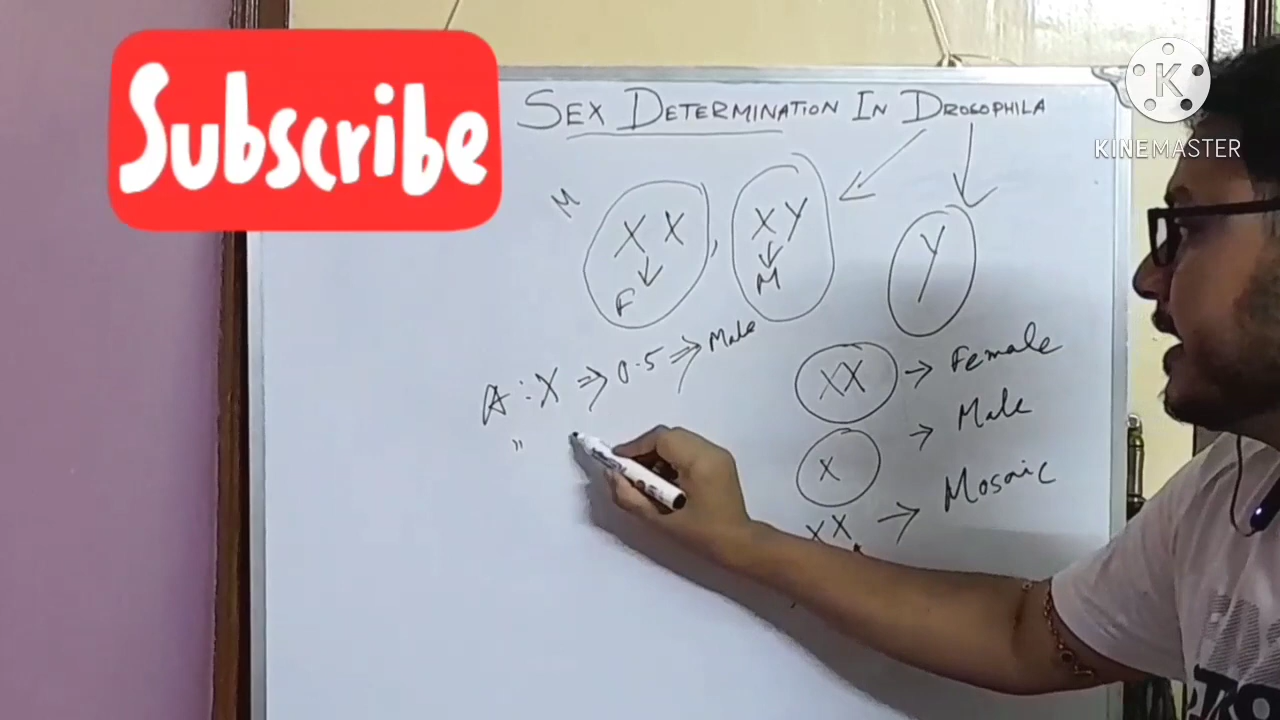 Subscribe
K
KINEMASTER
SEX DETERMINATION IN DROSOPHILA
M
X X , X Y
F
M
Y
A : X ⇒ 0.5 ⇒ Male
"
XX → Female
X → Male
XX → Mosaic